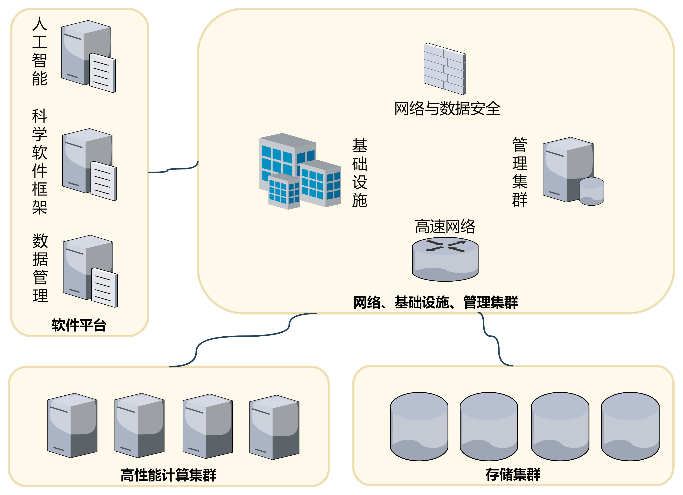 人工智能
科学软件框架
数据管理
软件平台
网络与数据安全
基础设施
管理集群
高速网络
网络、基础设施、管理集群
高性能计算集群
存储集群